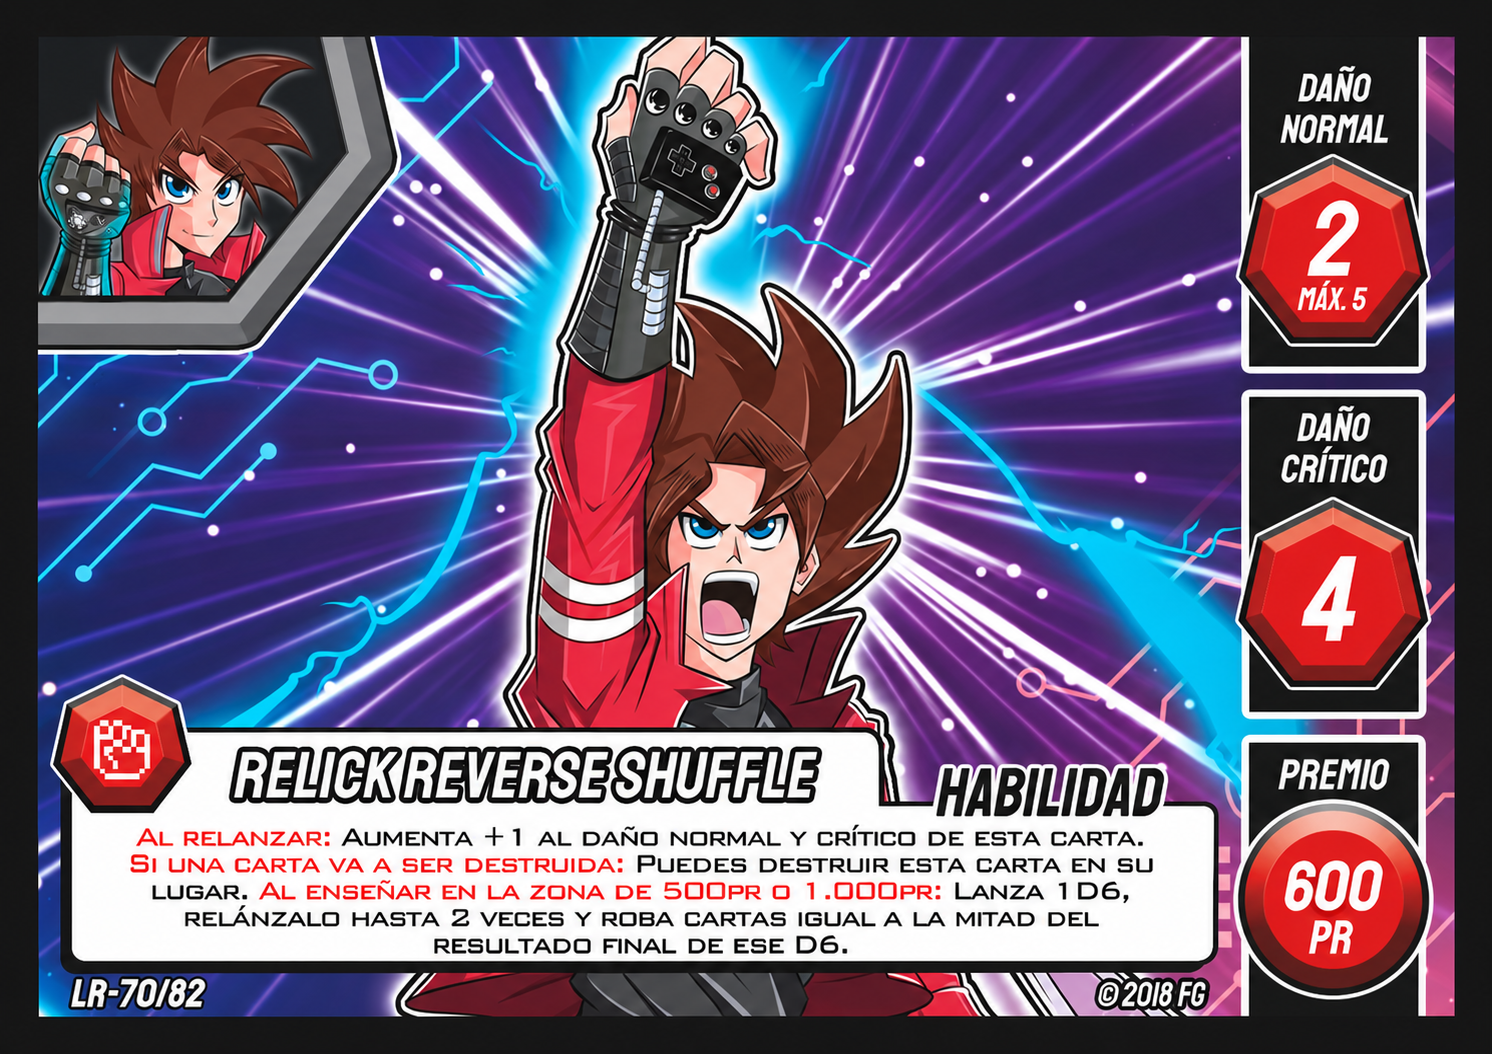 DAÑO
NORMAL
2
MÁX. 5
DAÑO
CRÍTICO
4
RELICK REVERSE SHUFFLE
HABILIDAD
AL RELANZAR: AUMENTA +1 AL DAÑO NORMAL Y CRÍTICO DE ESTA CARTA.
SI UNA CARTA VA A SER DESTRUIDA: PUEDES DESTRUIR ESTA CARTA EN SU
LUGAR. AL ENSEÑAR EN LA ZONA DE 500PR O 1.000PR: LANZA 1D6,
RELÁNZALO HASTA 2 VECES Y ROBA CARTAS IGUAL A LA MITAD DEL
RESULTADO FINAL DE ESE D6.
PREMIO
600
PR
LR-70/82
© 2018 FG